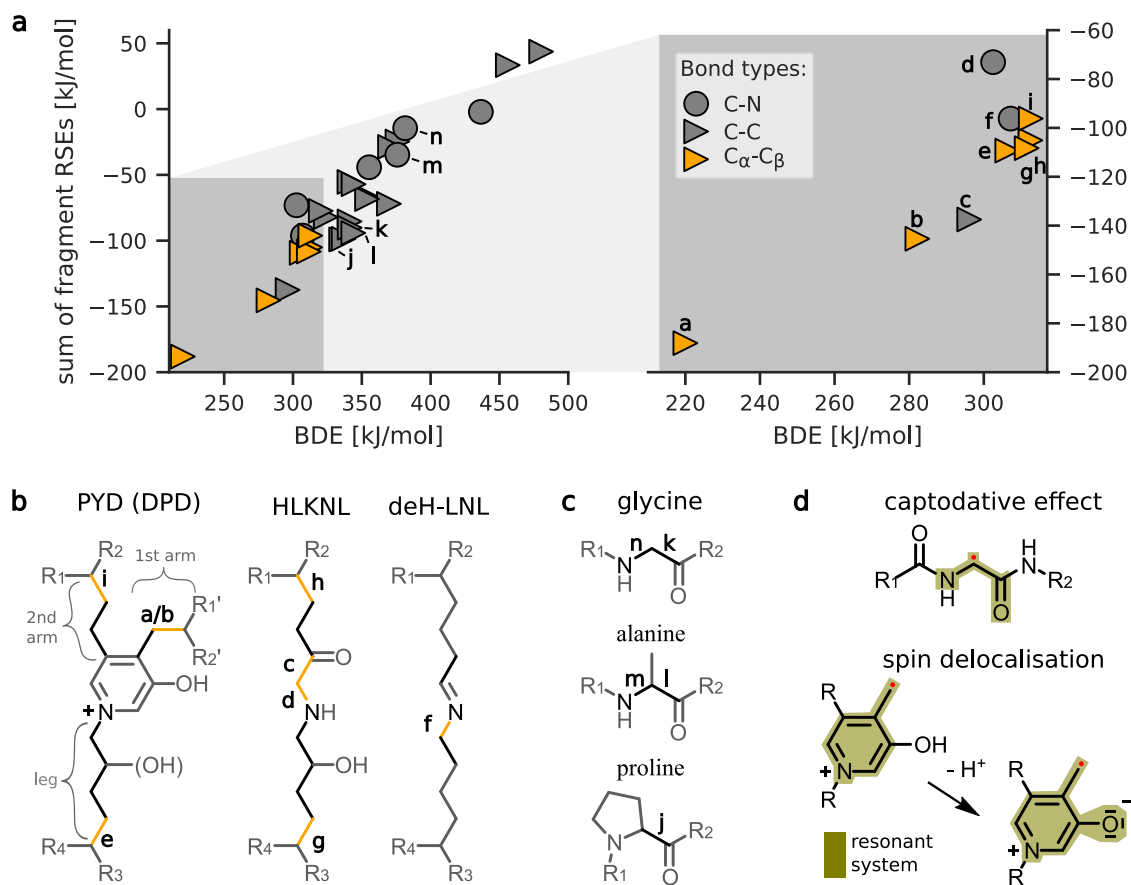 a
sum of fragment RSEs [kJ/mol]
50
0
−50
−100
−150
−200
250 300 350 400 450 500
BDE [kJ/mol]
n
m
k
l
j
Bond types:
C-N
C-C
Cα-Cβ
−60
−80
−100
−120
−140
−160
−180
−200
220 240 260 280 300
BDE [kJ/mol]
d
i
f
e
h
g
c
b
a
b
PYD (DPD)
HLKNL
deH-LNL
R2
1st arm
R1
i
a/b
R1'
2nd arm
R2'
OH
N
+
leg
(OH)
R4
e
R3
R2
R1
h
c
O
d
NH
OH
R4
g
R3
R2
R1
N
f
R4
R3
c
glycine
n k
R1
N
H
R2
O
alanine
m l
R1
N
H
R2
O
proline
j
R2
N
R1
O
d
captodative effect
O
R1
N
H
O
H
N
R2
spin delocalisation
R
OH
N
+
R
- H+
R
O
−
N
+
R
resonant
system